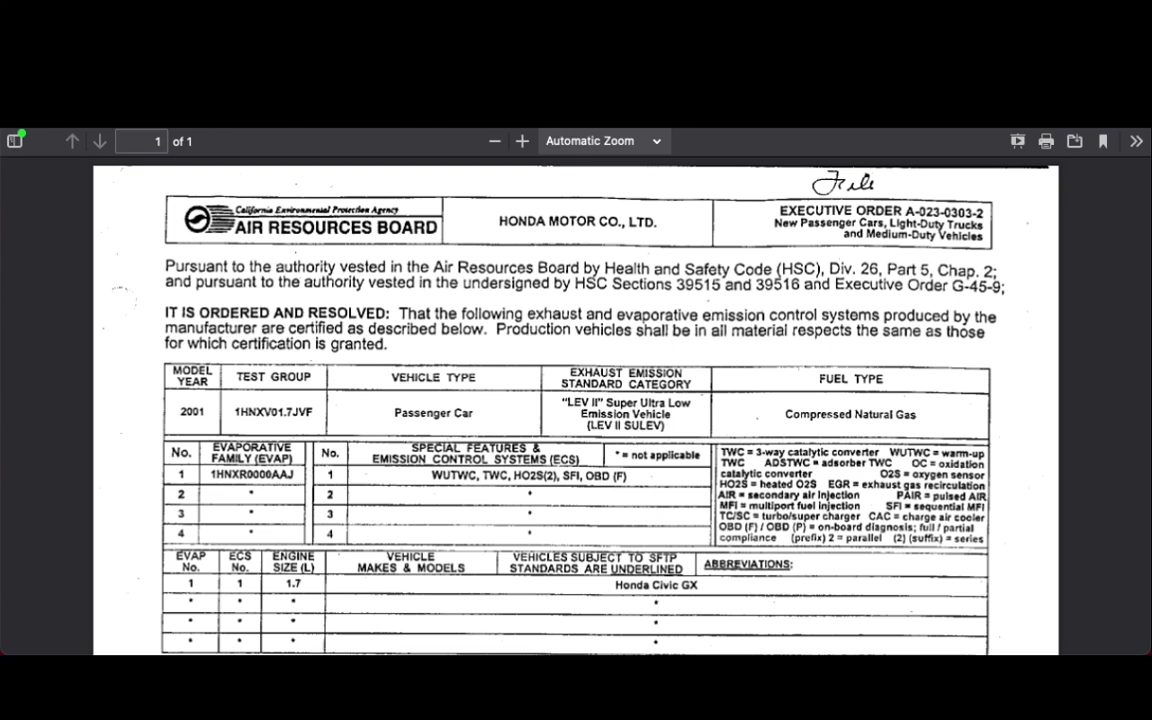 1 of 1
Automatic Zoom
File
California Environmental Protection Agency
AIR RESOURCES BOARD
HONDA MOTOR CO., LTD.
EXECUTIVE ORDER A-023-0303-2
New Passenger Cars, Light-Duty Trucks
and Medium-Duty Vehicles
Pursuant to the authority vested in the Air Resources Board by Health and Safety Code (HSC), Div. 26, Part 5, Chap. 2;
and pursuant to the authority vested in the undersigned by HSC Sections 39515 and 39516 and Executive Order G-45-9;
IT IS ORDERED AND RESOLVED: That the following exhaust and evaporative emission control systems produced by the
manufacturer are certified as described below. Production vehicles shall be in all material respects the same as those
for which certification is granted.
MODEL YEAR TEST GROUP VEHICLE TYPE EXHAUST EMISSION STANDARD CATEGORY FUEL TYPE
2001 1HNXV01.7JVF Passenger Car "LEV II" Super Ultra Low Emission Vehicle (LEV II SULEV) Compressed Natural Gas
No. EVAPORATIVE FAMILY (EVAP) No. SPECIAL FEATURES & EMISSION CONTROL SYSTEMS (ECS) * = not applicable
1 1HNXR0000AAJ 1 WUTWC, TWC, HO2S(2), SFI, OBD (F)
2 * 2 *
3 * 3 *
4 * 4 *
TWC = 3-way catalytic converter WUTWC = warm-up
TWC ADSTWC = adsorber TWC OC = oxidation
catalytic converter O2S = oxygen sensor
HO2S = heated O2S EGR = exhaust gas recirculation
AIR = secondary air injection PAIR = pulsed AIR
MFI = multiport fuel injection SFI = sequential MFI
TC/SC = turbo/super charger CAC = charge air cooler
OBD (F) / OBD (P) = on-board diagnosis; full / partial
compliance (prefix) 2 = parallel (2) (suffix) = series
EVAP No. ECS No. ENGINE SIZE (L) VEHICLE MAKES & MODELS VEHICLES SUBJECT TO SFTP STANDARDS ARE UNDERLINED ABBREVIATIONS:
1 1 1.7 Honda Civic GX
* * * *
* * * *
* * * *